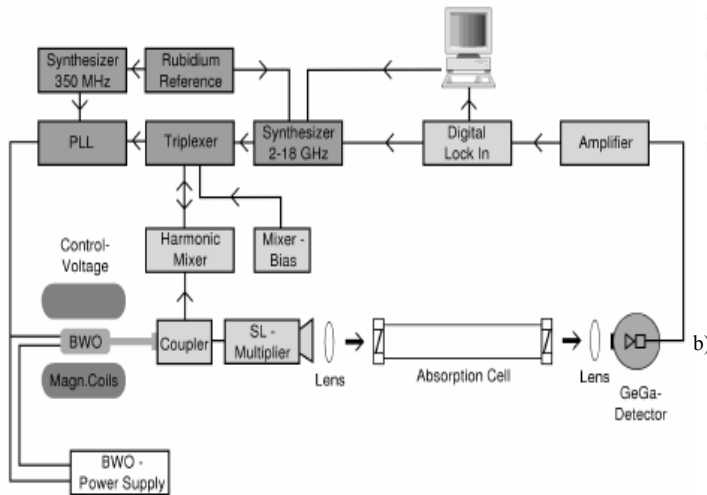 Synthesizer
350 MHz
Rubidium
Reference
PLL
Triplexer
Synthesizer
2-18 GHz
Digital
Lock In
Amplifier
Control-
Voltage
Harmonic
Mixer
Mixer -
Bias
BWO
Coupler
SL -
Multiplier
Magn.Coils
Lens
Absorption Cell
Lens
b)
GeGa-
Detector
BWO -
Power Supply